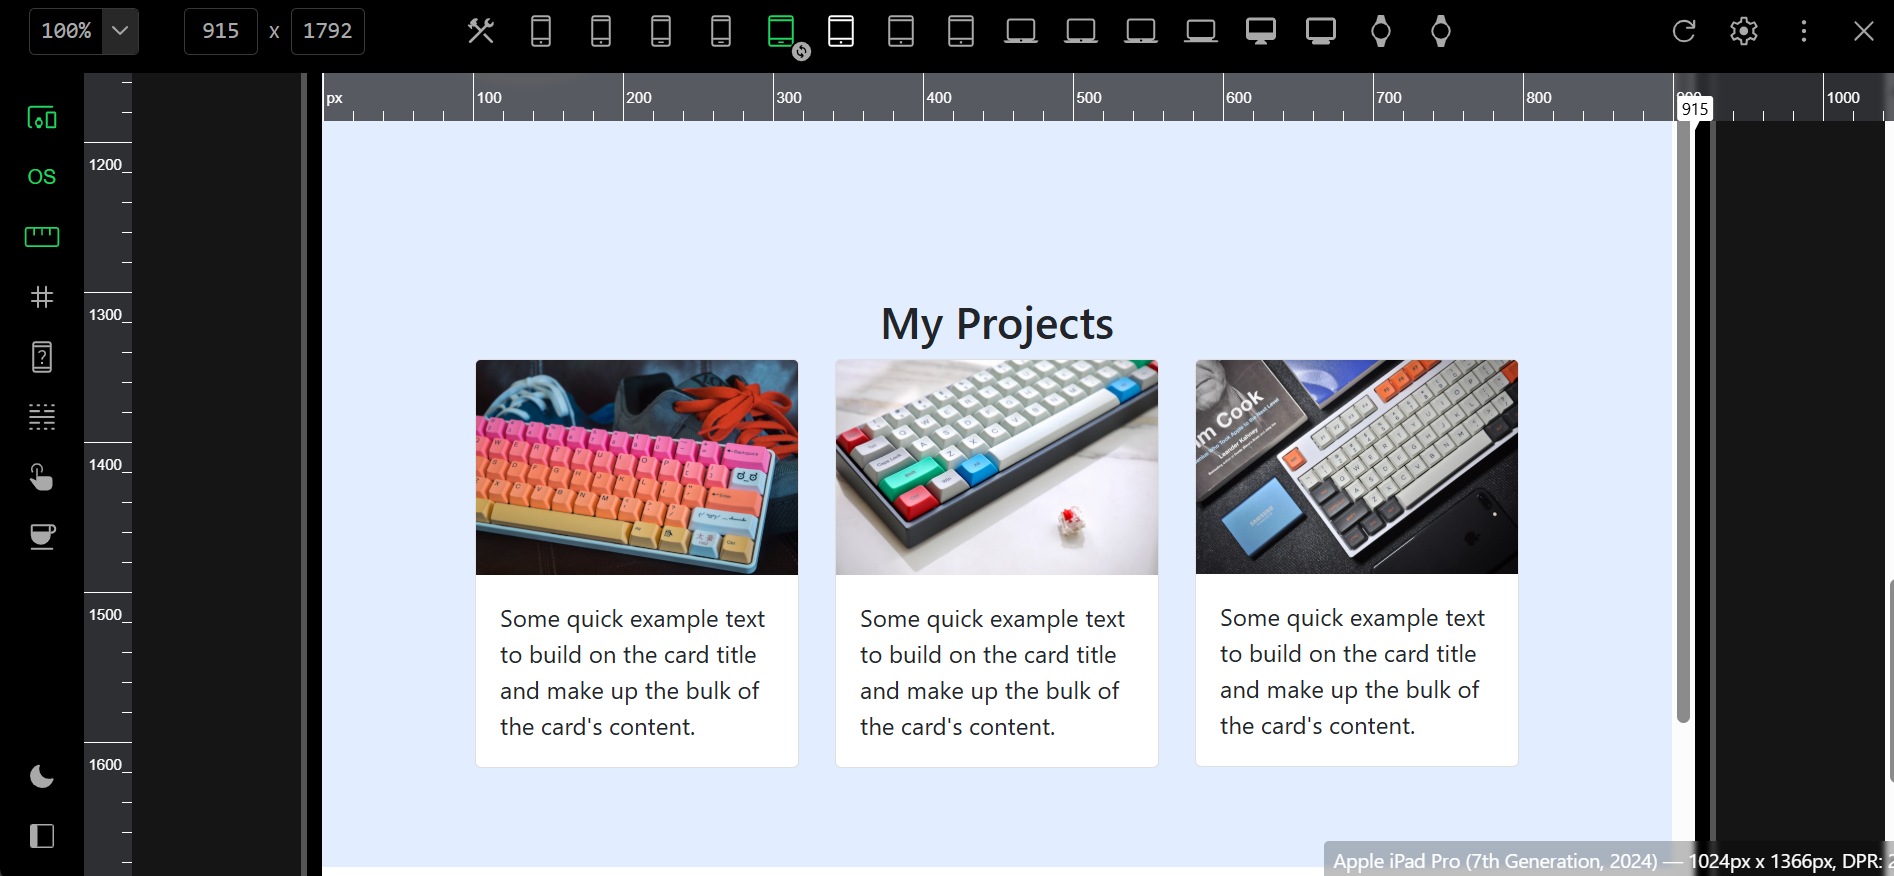 100%
915 x 1792
px 100 200 300 400 500 600 700 800 1000
915
OS
1200
1300
1400
1500
1600
My Projects
Cook
SAMSUNG
Some quick example text
to build on the card title
and make up the bulk of
the card's content.
Some quick example text
to build on the card title
and make up the bulk of
the card's content.
Some quick example text
to build on the card title
and make up the bulk of
the card's content.
Apple iPad Pro (7th Generation, 2024) — 1024px x 1366px, DPR: 2